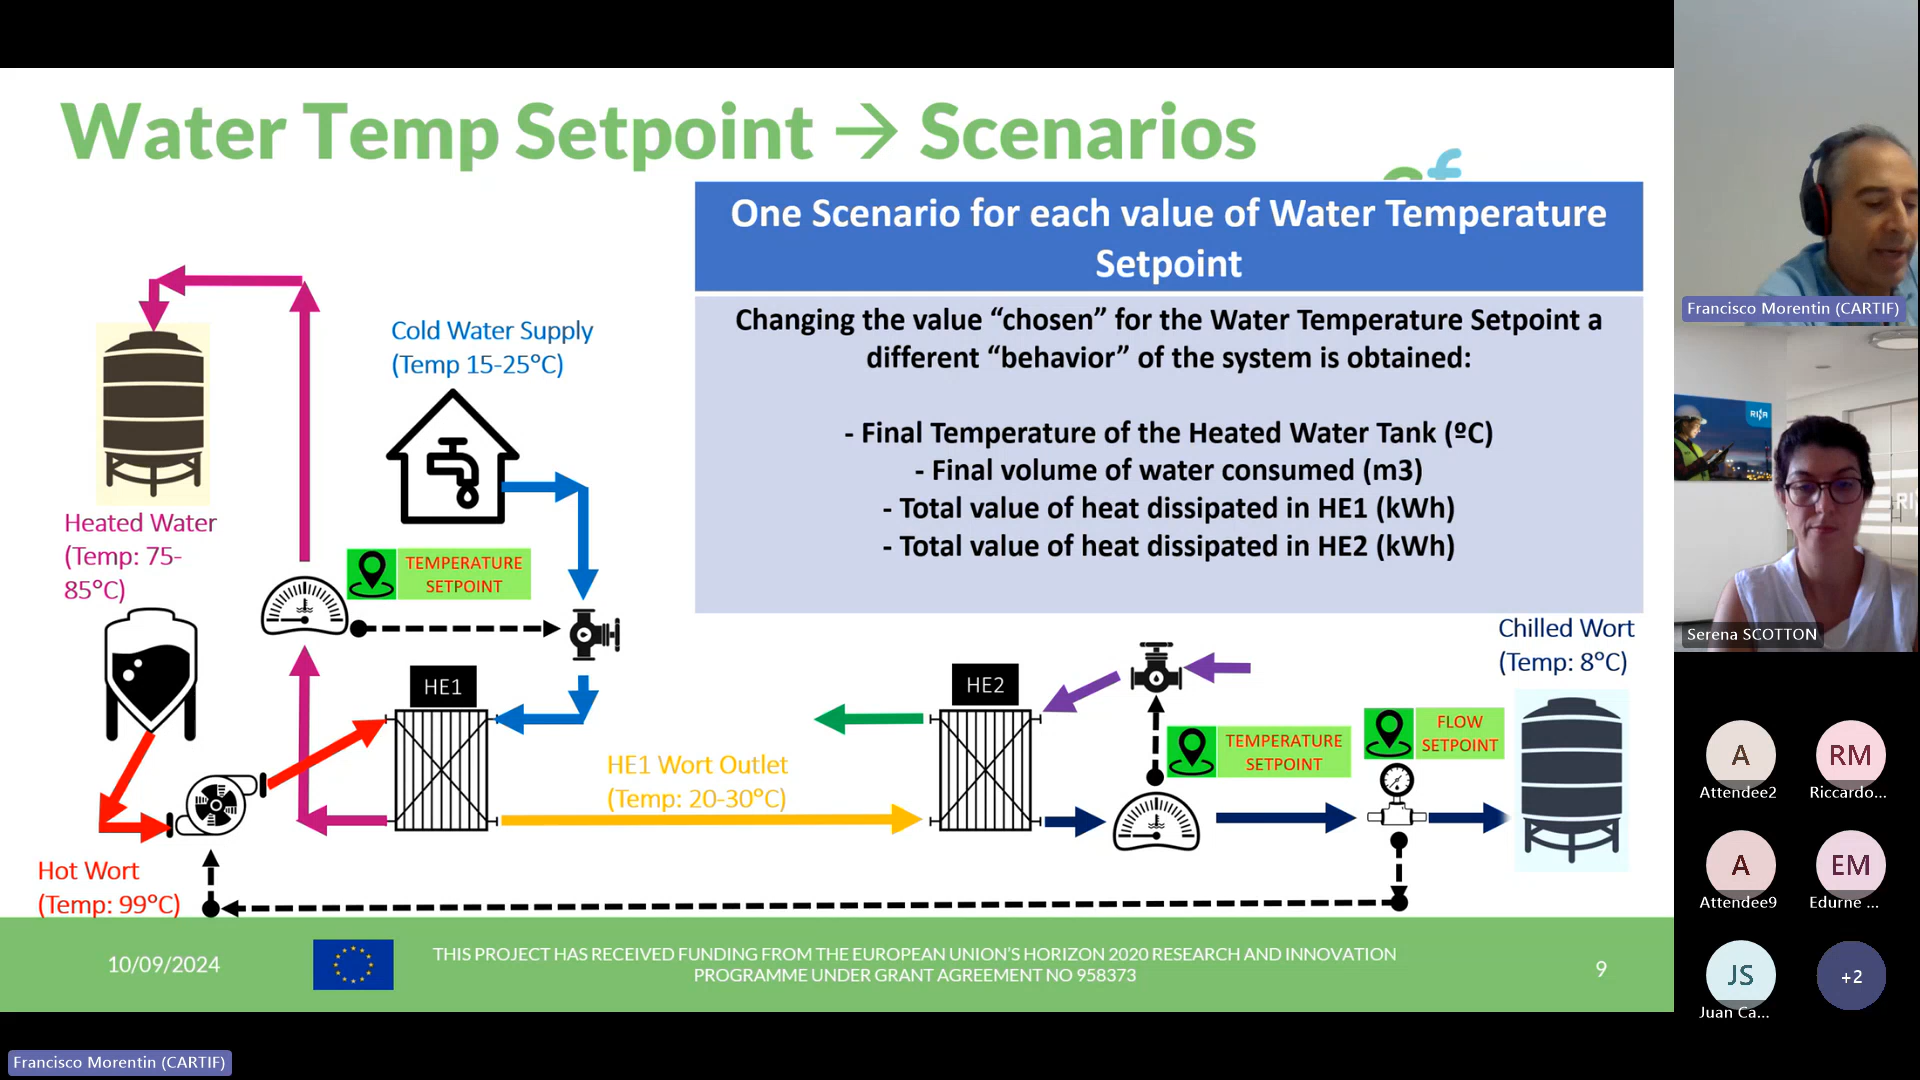 Water Temp Setpoint → Scenarios
One Scenario for each value of Water Temperature
Setpoint
Changing the value “chosen” for the Water Temperature Setpoint a
different “behavior” of the system is obtained:
- Final Temperature of the Heated Water Tank (ºC)
- Final volume of water consumed (m3)
- Total value of heat dissipated in HE1 (kWh)
- Total value of heat dissipated in HE2 (kWh)
Cold Water Supply
(Temp 15-25ºC)
Heated Water
(Temp: 75-
85ºC)
TEMPERATURE
SETPOINT
HE1
HE1 Wort Outlet
(Temp: 20-30ºC)
HE2
TEMPERATURE
SETPOINT
FLOW
SETPOINT
Chilled Wort
(Temp: 8ºC)
Hot Wort
(Temp: 99ºC)
10/09/2024
THIS PROJECT HAS RECEIVED FUNDING FROM THE EUROPEAN UNION’S HORIZON 2020 RESEARCH AND INNOVATION
PROGRAMME UNDER GRANT AGREEMENT NO 958373
9
Francisco Morentin (CARTIF)
Francisco Morentin (CARTIF)
RINA
Serena SCOTTON
A
Attendee2
RM
Riccardo...
A
Attendee9
EM
Edurne ...
JS
Juan Ca...
+2